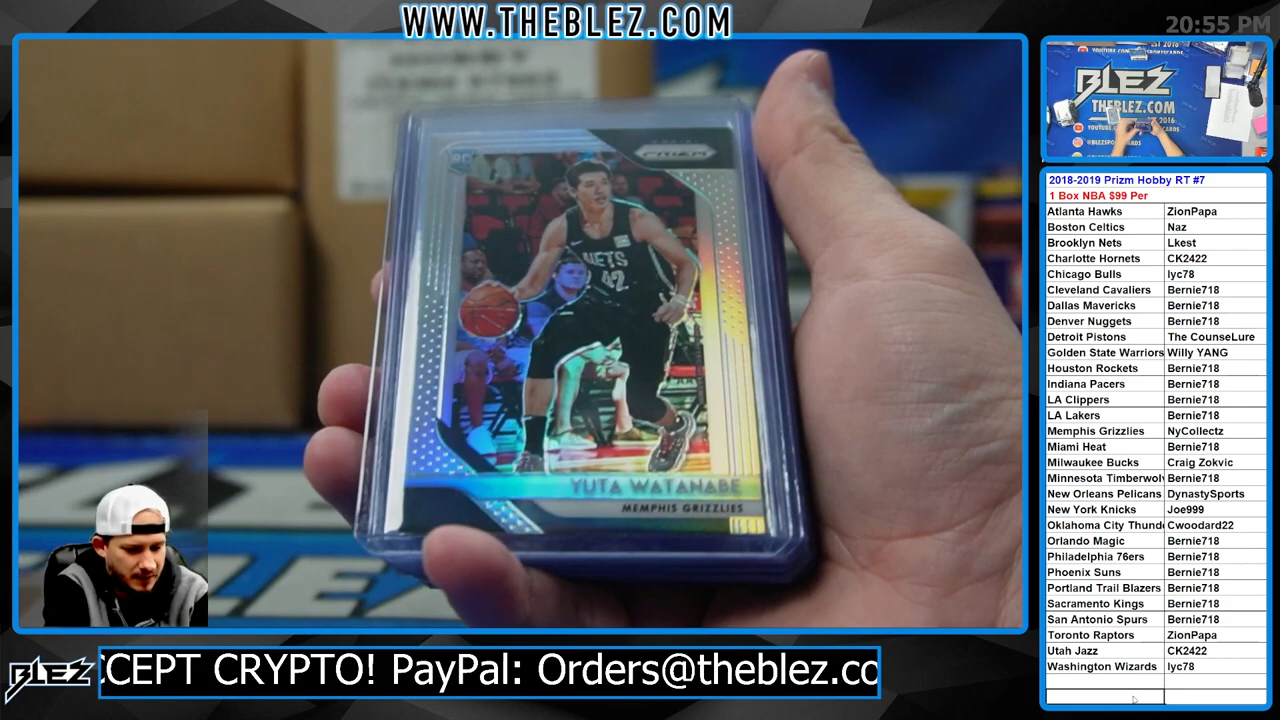 WWW.THEBLEZ.COM
20:55 PM
RC
PRIZM
NETS
42
YUTA WATANABE
MEMPHIS GRIZZLIES
BLEZ
THEBLEZ.COM
2018-2019 Prizm Hobby RT #7
1 Box NBA $99 Per
Atlanta Hawks ZionPapa
Boston Celtics Naz
Brooklyn Nets Lkest
Charlotte Hornets CK2422
Chicago Bulls lyc78
Cleveland Cavaliers Bernie718
Dallas Mavericks Bernie718
Denver Nuggets Bernie718
Detroit Pistons The CounseLure
Golden State Warriors Willy YANG
Houston Rockets Bernie718
Indiana Pacers Bernie718
LA Clippers Bernie718
LA Lakers Bernie718
Memphis Grizzlies NyCollectz
Miami Heat Bernie718
Milwaukee Bucks Craig Zokvic
Minnesota Timberwolv Bernie718
New Orleans Pelicans DynastySports
New York Knicks Joe999
Oklahoma City Thunde Cwoodard22
Orlando Magic Bernie718
Philadelphia 76ers Bernie718
Phoenix Suns Bernie718
Portland Trail Blazers Bernie718
Sacramento Kings Bernie718
San Antonio Spurs Bernie718
Toronto Raptors ZionPapa
Utah Jazz CK2422
Washington Wizards lyc78
BLEZ
CCEPT CRYPTO! PayPal: Orders@theblez.co